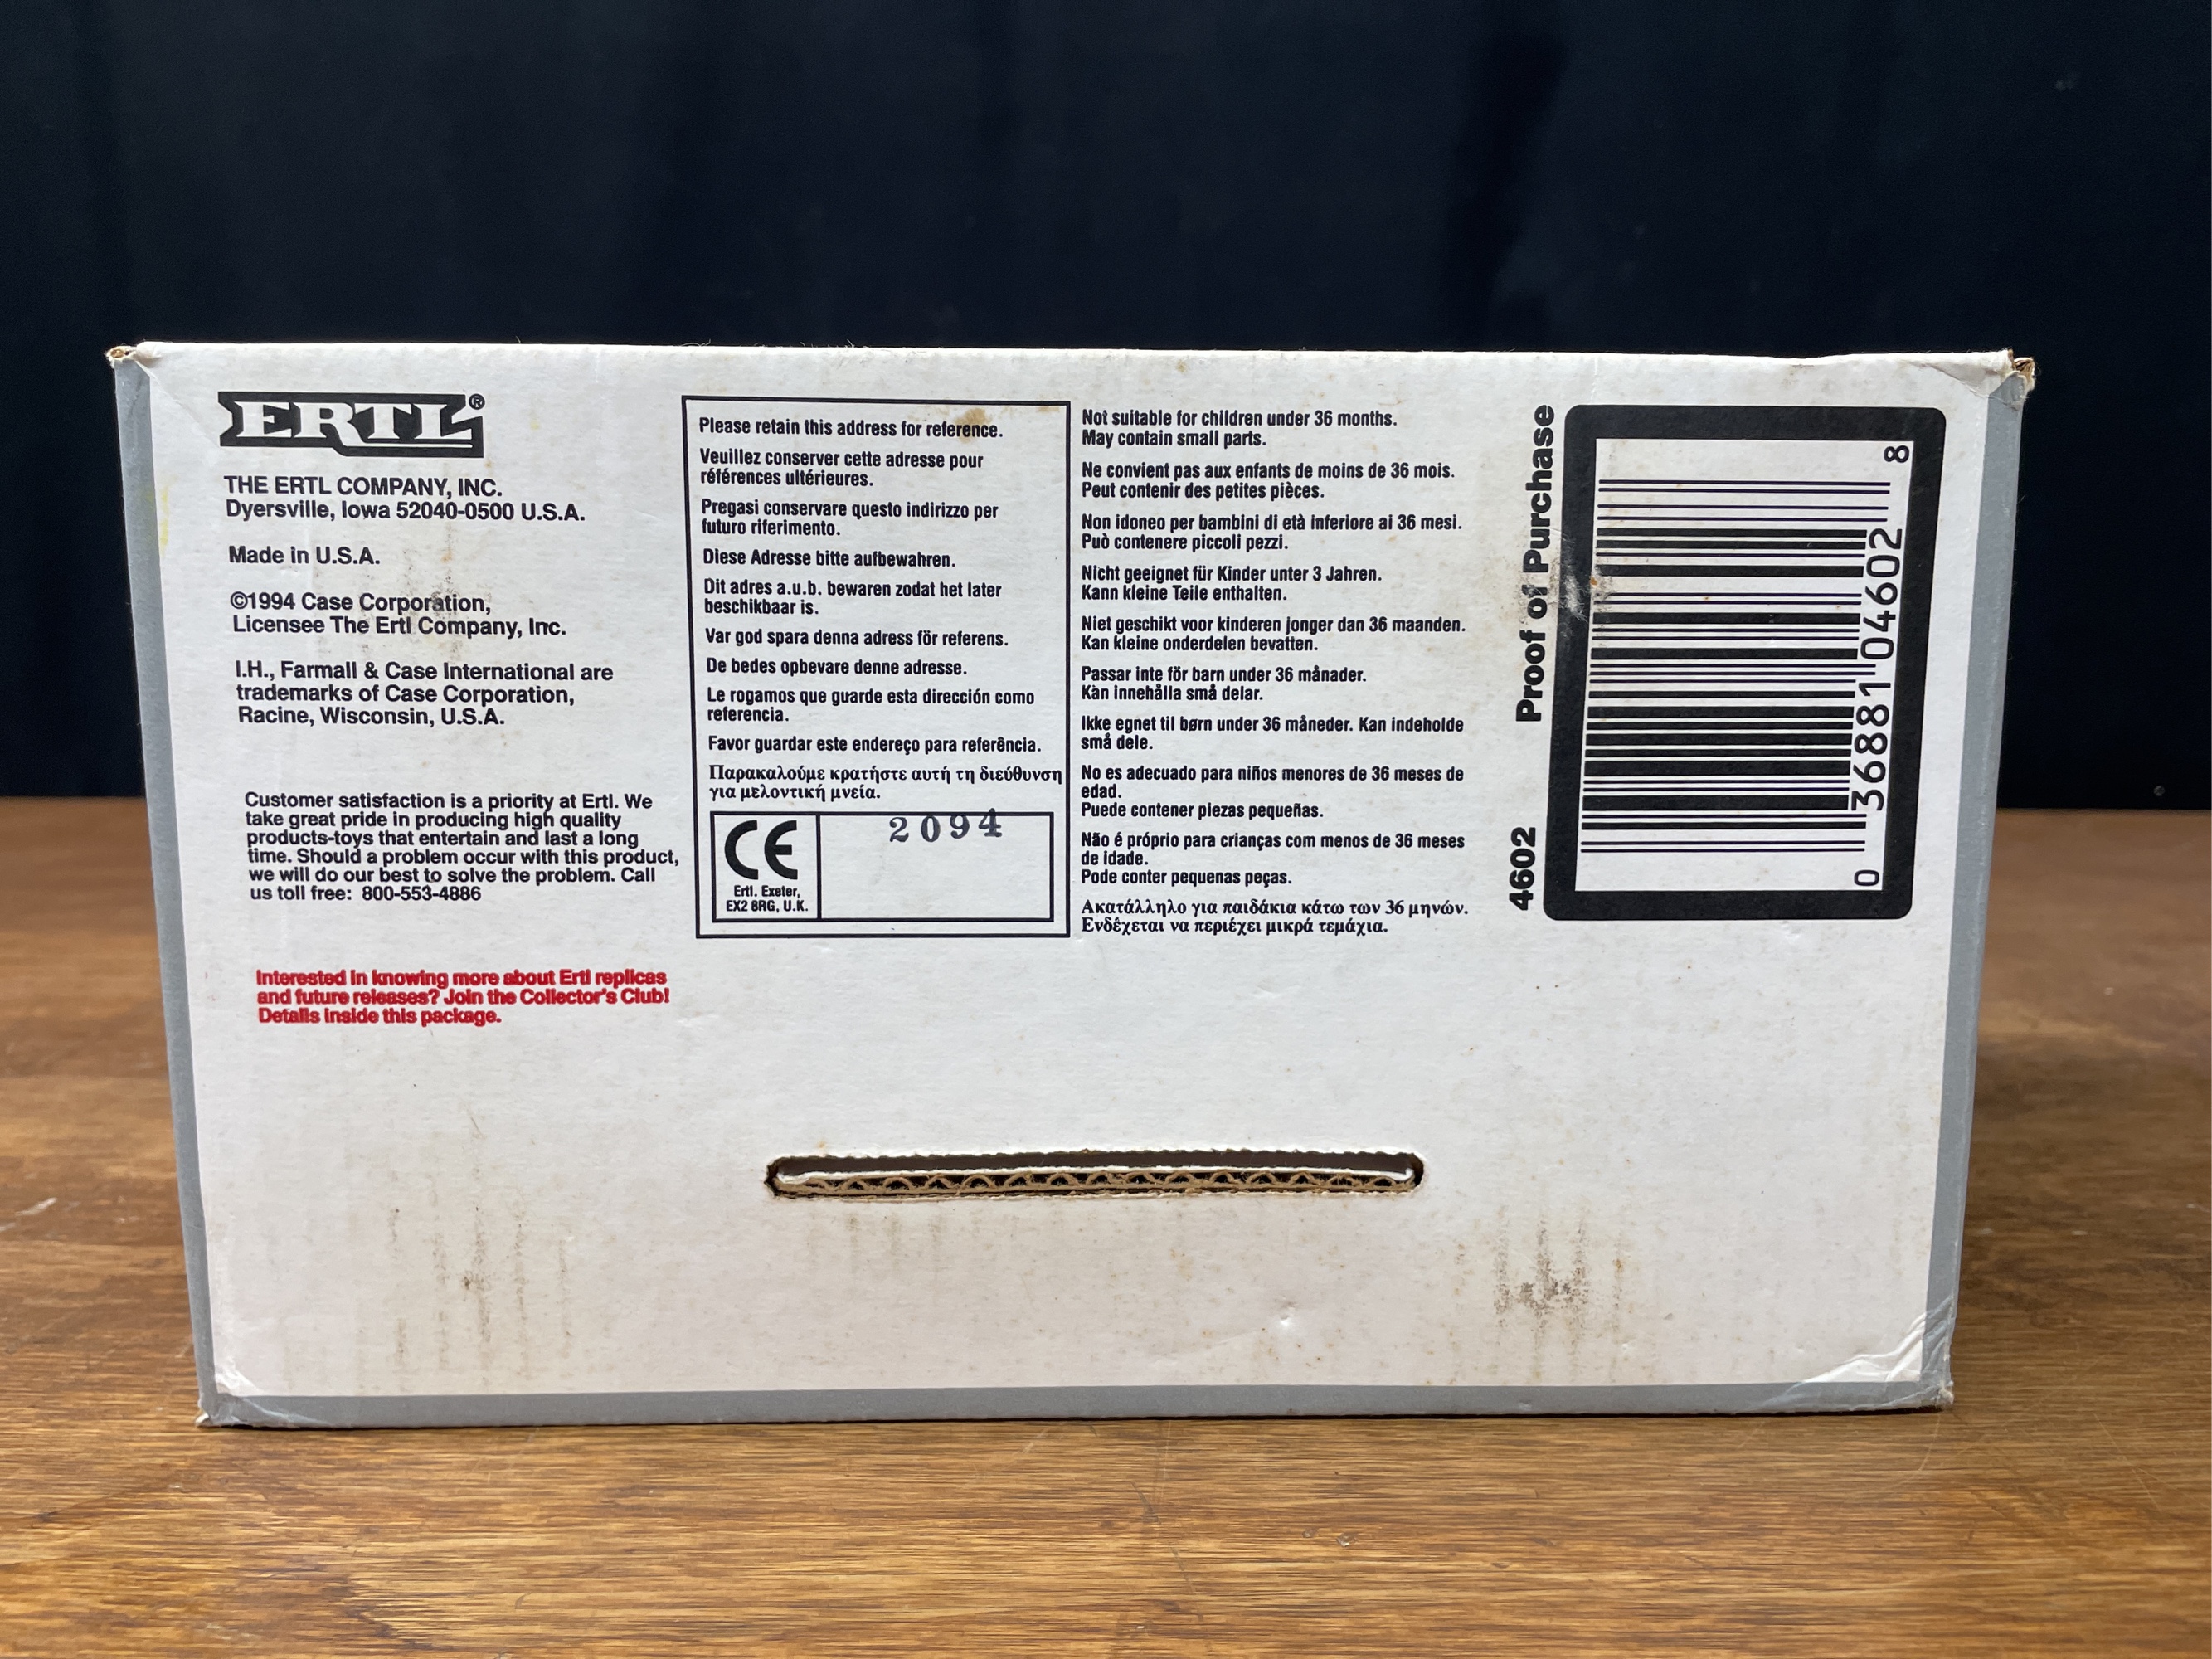 ERTL®
THE ERTL COMPANY, INC.
Dyersville, Iowa 52040-0500 U.S.A.
Made in U.S.A.
©1994 Case Corporation,
Licensee The Ertl Company, Inc.
I.H., Farmall & Case International are
trademarks of Case Corporation,
Racine, Wisconsin, U.S.A.
Customer satisfaction is a priority at Ertl. We
take great pride in producing high quality
products-toys that entertain and last a long
time. Should a problem occur with this product,
we will do our best to solve the problem. Call
us toll free: 800-553-4886
Interested in knowing more about Ertl replicas
and future releases? Join the Collector's Club!
Details inside this package.
Please retain this address for reference.
Veuillez conserver cette adresse pour
références ultérieures.
Pregasi conservare questo indirizzo per
futuro riferimento.
Diese Adresse bitte aufbewahren.
Dit adres a.u.b. bewaren zodat het later
beschikbaar is.
Var god spara denna adress för referens.
De bedes opbevare denne adresse.
Le rogamos que guarde esta dirección como
referencia.
Favor guardar este endereço para referência.
Παρακαλούμε κρατήστε αυτή τη διεύθυνση
για μελοντική μνεία.
CE
Ertl. Exeter,
EX2 8RG, U.K.
2094
Not suitable for children under 36 months.
May contain small parts.
Ne convient pas aux enfants de moins de 36 mois.
Peut contenir des petites pièces.
Non idoneo per bambini di età inferiore ai 36 mesi.
Può contenere piccoli pezzi.
Nicht geeignet für Kinder unter 3 Jahren.
Kann kleine Teile enthalten.
Niet geschikt voor kinderen jonger dan 36 maanden.
Kan kleine onderdelen bevatten.
Passar inte för barn under 36 månader.
Kan innehålla små delar.
Ikke egnet til børn under 36 måneder. Kan indeholde
små dele.
No es adecuado para niños menores de 36 meses de
edad.
Puede contener piezas pequeñas.
Não é próprio para crianças com menos de 36 meses
de idade.
Pode conter pequenas peças.
Ακατάλληλο για παιδάκια κάτω των 36 μηνών.
Ενδέχεται να περιέχει μικρά τεμάχια.
4602 Proof of Purchase
0 36881 04602 8